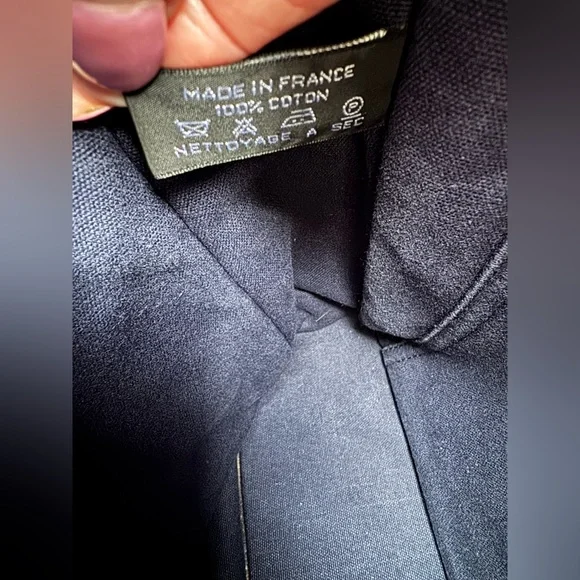 MADE IN FRANCE
100% COTON
P
NETTOYAGE A SEC